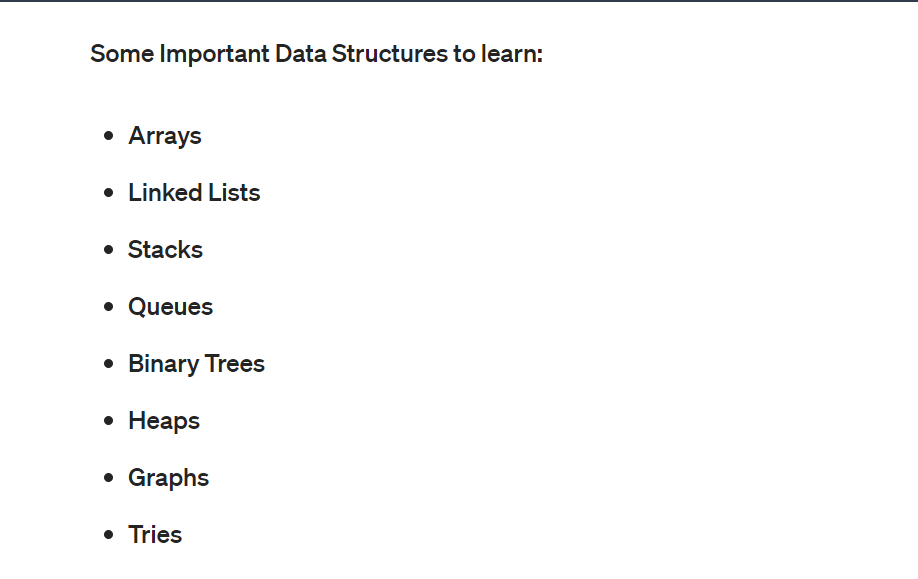 Some Important Data Structures to learn:
• Arrays
• Linked Lists
• Stacks
• Queues
• Binary Trees
• Heaps
• Graphs
• Tries